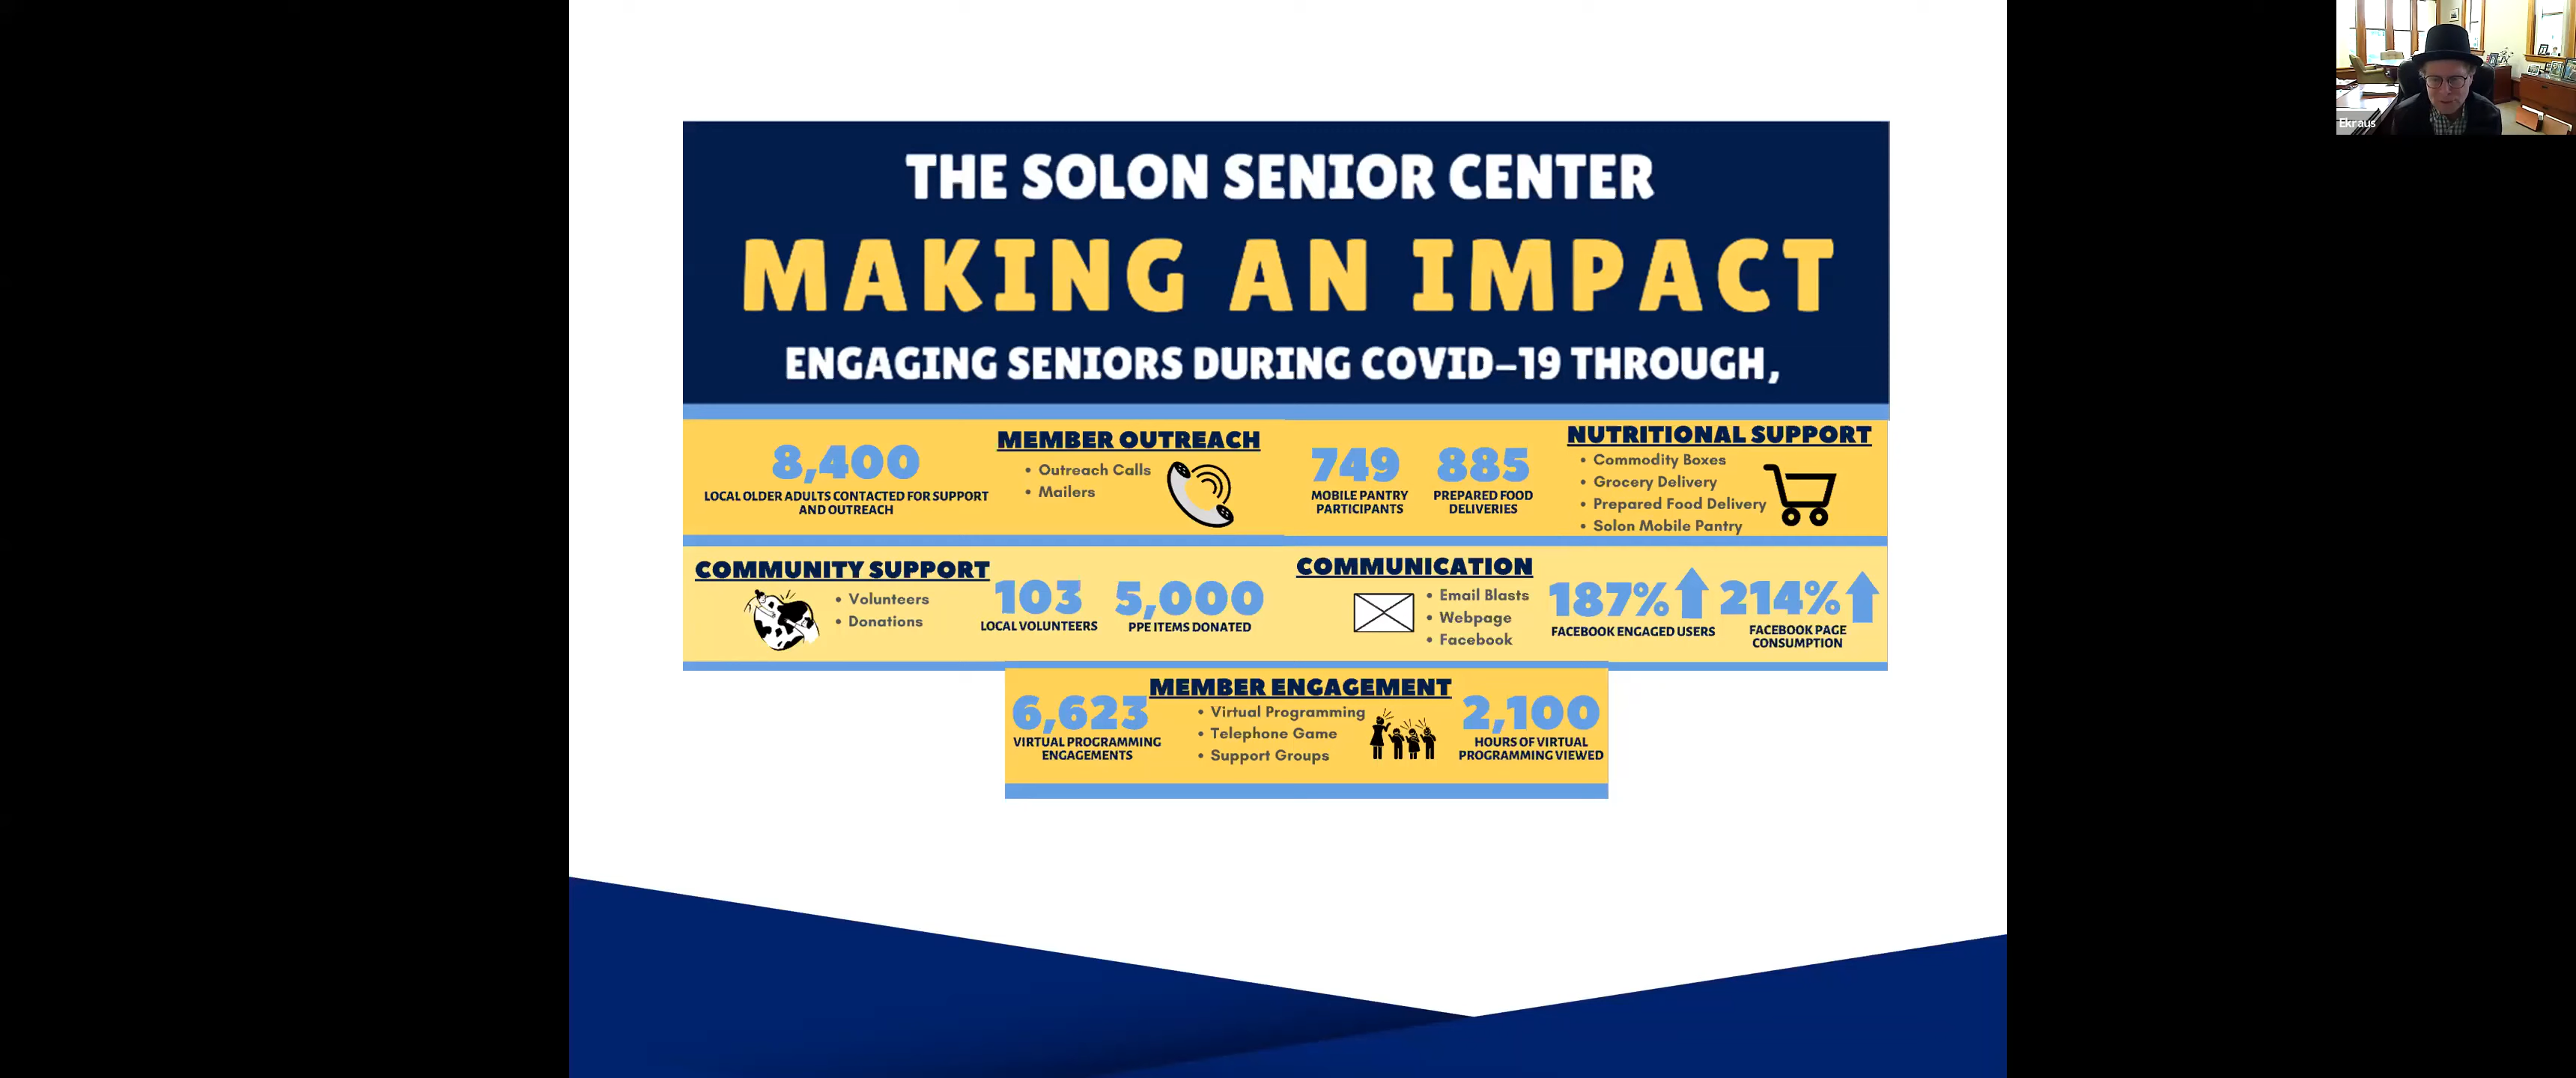 THE SOLON SENIOR CENTER
MAKING AN IMPACT
ENGAGING SENIORS DURING COVID-19 THROUGH,
8,400
LOCAL OLDER ADULTS CONTACTED FOR SUPPORT
AND OUTREACH
MEMBER OUTREACH
• Outreach Calls
• Mailers
749
MOBILE PANTRY
PARTICIPANTS
885
PREPARED FOOD
DELIVERIES
NUTRITIONAL SUPPORT
• Commodity Boxes
• Grocery Delivery
• Prepared Food Delivery
• Solon Mobile Pantry
COMMUNITY SUPPORT
• Volunteers
• Donations
103
LOCAL VOLUNTEERS
5,000
PPE ITEMS DONATED
COMMUNICATION
• Email Blasts
• Webpage
• Facebook
187%
FACEBOOK ENGAGED USERS
214%
FACEBOOK PAGE
CONSUMPTION
6,623
VIRTUAL PROGRAMMING
ENGAGEMENTS
MEMBER ENGAGEMENT
• Virtual Programming
• Telephone Game
• Support Groups
2,100
HOURS OF VIRTUAL
PROGRAMMING VIEWED
Ekraus